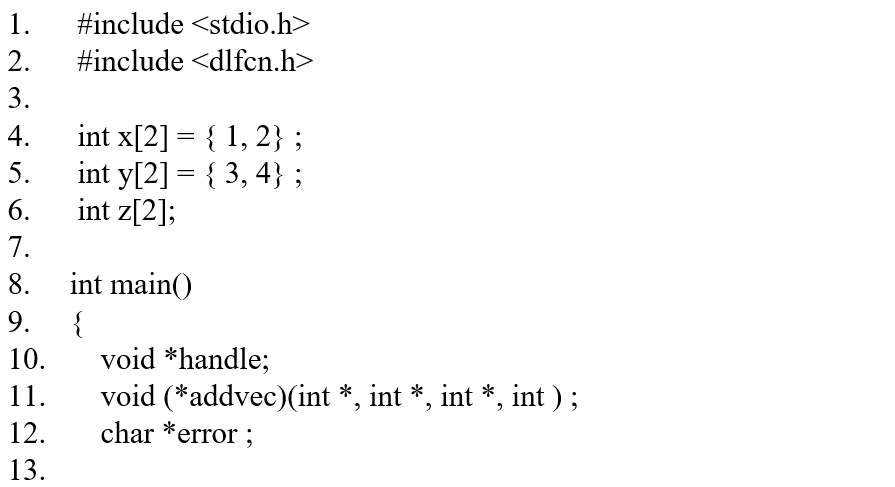 1. #include <stdio.h>
2. #include <dlfcn.h>
3.
4. int x[2] = { 1, 2} ;
5. int y[2] = { 3, 4} ;
6. int z[2];
7.
8. int main()
9. {
10. void *handle;
11. void (*addvec)(int *, int *, int *, int ) ;
12. char *error ;
13.